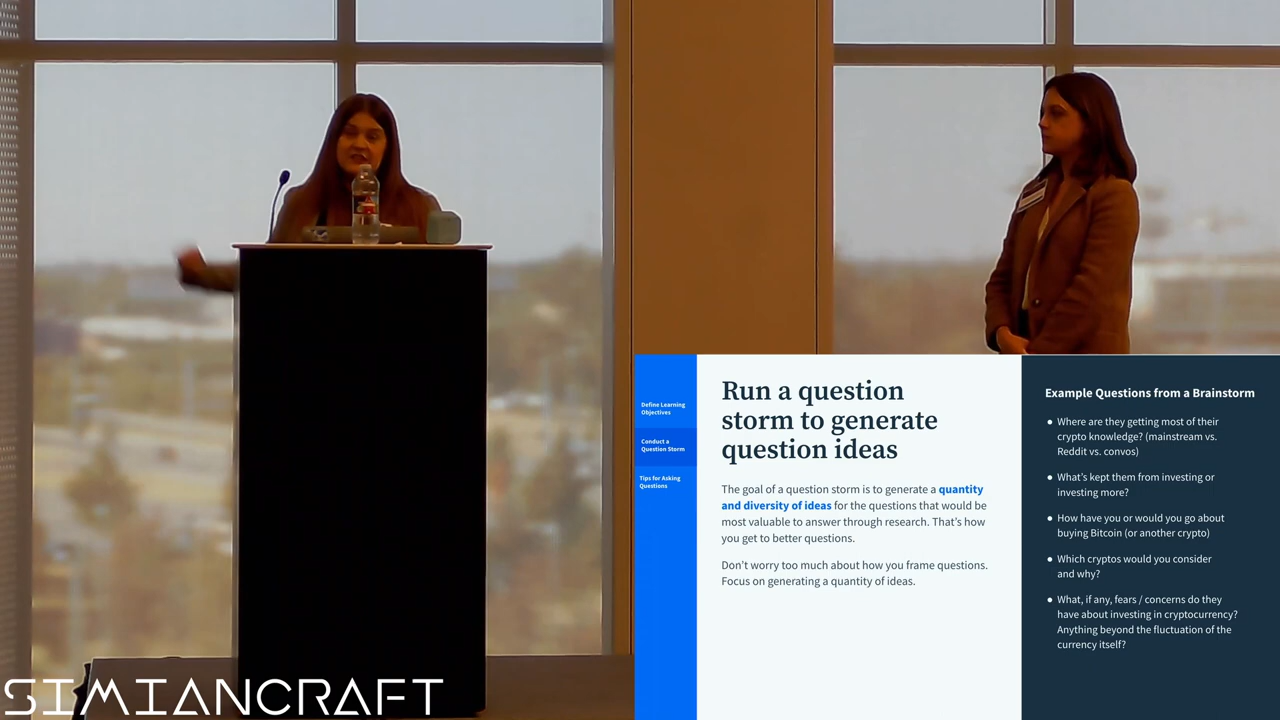 Define Learning
Objectives
Conduct a
Question Storm
Tips for Asking
Questions
Run a question
storm to generate
question ideas
The goal of a question storm is to generate a quantity
and diversity of ideas for the questions that would be
most valuable to answer through research. That’s how
you get to better questions.
Don’t worry too much about how you frame questions.
Focus on generating a quantity of ideas.
Example Questions from a Brainstorm
● Where are they getting most of their
crypto knowledge? (mainstream vs.
Reddit vs. convos)
● What’s kept them from investing or
investing more?
● How have you or would you go about
buying Bitcoin (or another crypto)
● Which cryptos would you consider
and why?
● What, if any, fears / concerns do they
have about investing in cryptocurrency?
Anything beyond the fluctuation of the
currency itself?
SIMIANCRAFT